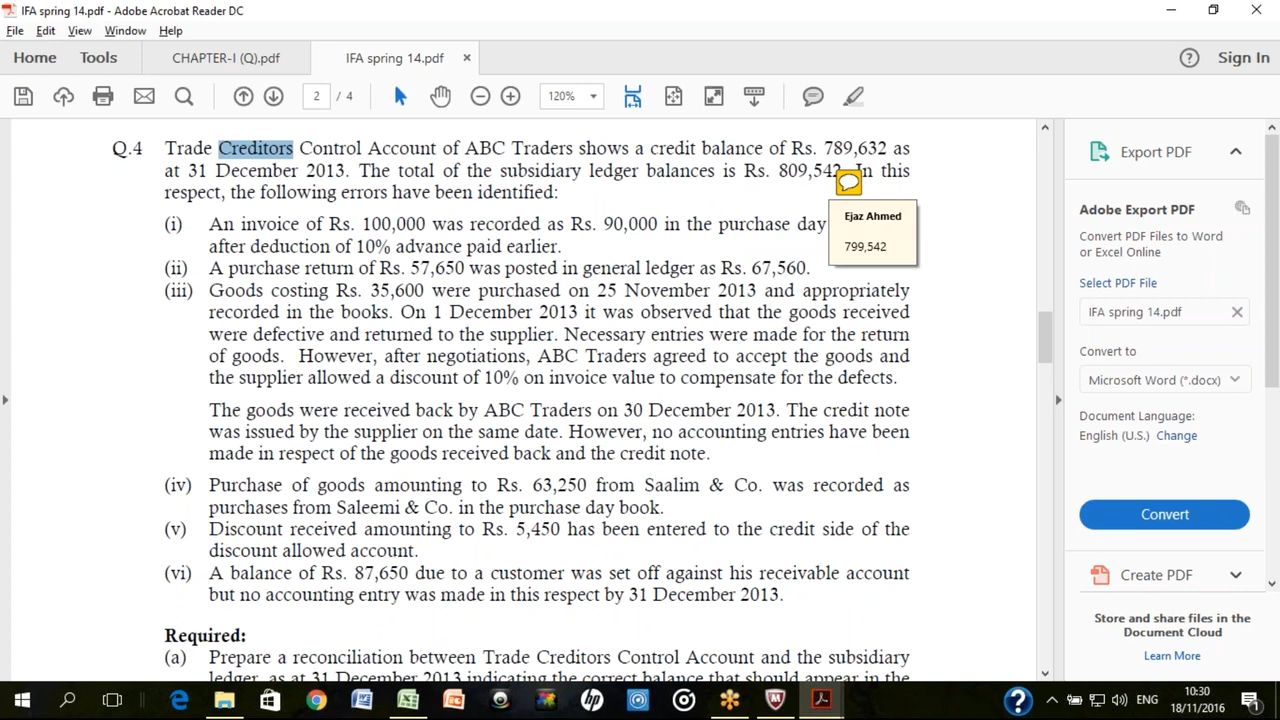 IFA spring 14.pdf - Adobe Acrobat Reader DC
File Edit View Window Help
Home Tools CHAPTER-I (Q).pdf IFA spring 14.pdf × ? Sign In
2 / 4 120%
Q.4 Trade Creditors Control Account of ABC Traders shows a credit balance of Rs. 789,632 as
at 31 December 2013. The total of the subsidiary ledger balances is Rs. 809,542. In this
respect, the following errors have been identified:
(i) An invoice of Rs. 100,000 was recorded as Rs. 90,000 in the purchase day
after deduction of 10% advance paid earlier.
Ejaz Ahmed
799,542
(ii) A purchase return of Rs. 57,650 was posted in general ledger as Rs. 67,560.
(iii) Goods costing Rs. 35,600 were purchased on 25 November 2013 and appropriately
recorded in the books. On 1 December 2013 it was observed that the goods received
were defective and returned to the supplier. Necessary entries were made for the return
of goods. However, after negotiations, ABC Traders agreed to accept the goods and
the supplier allowed a discount of 10% on invoice value to compensate for the defects.
The goods were received back by ABC Traders on 30 December 2013. The credit note
was issued by the supplier on the same date. However, no accounting entries have been
made in respect of the goods received back and the credit note.
(iv) Purchase of goods amounting to Rs. 63,250 from Saalim & Co. was recorded as
purchases from Saleemi & Co. in the purchase day book.
(v) Discount received amounting to Rs. 5,450 has been entered to the credit side of the
discount allowed account.
(vi) A balance of Rs. 87,650 due to a customer was set off against his receivable account
but no accounting entry was made in this respect by 31 December 2013.
Required:
(a) Prepare a reconciliation between Trade Creditors Control Account and the subsidiary
ledger, as at 31 December 2013 indicating the correct balance that should appear in the
Export PDF
Adobe Export PDF
Convert PDF Files to Word
or Excel Online
Select PDF File
IFA spring 14.pdf ×
Convert to
Microsoft Word (*.docx)
Document Language:
English (U.S.) Change
Convert
Create PDF
Store and share files in the
Document Cloud
Learn More
ENG
10:30
18/11/2016